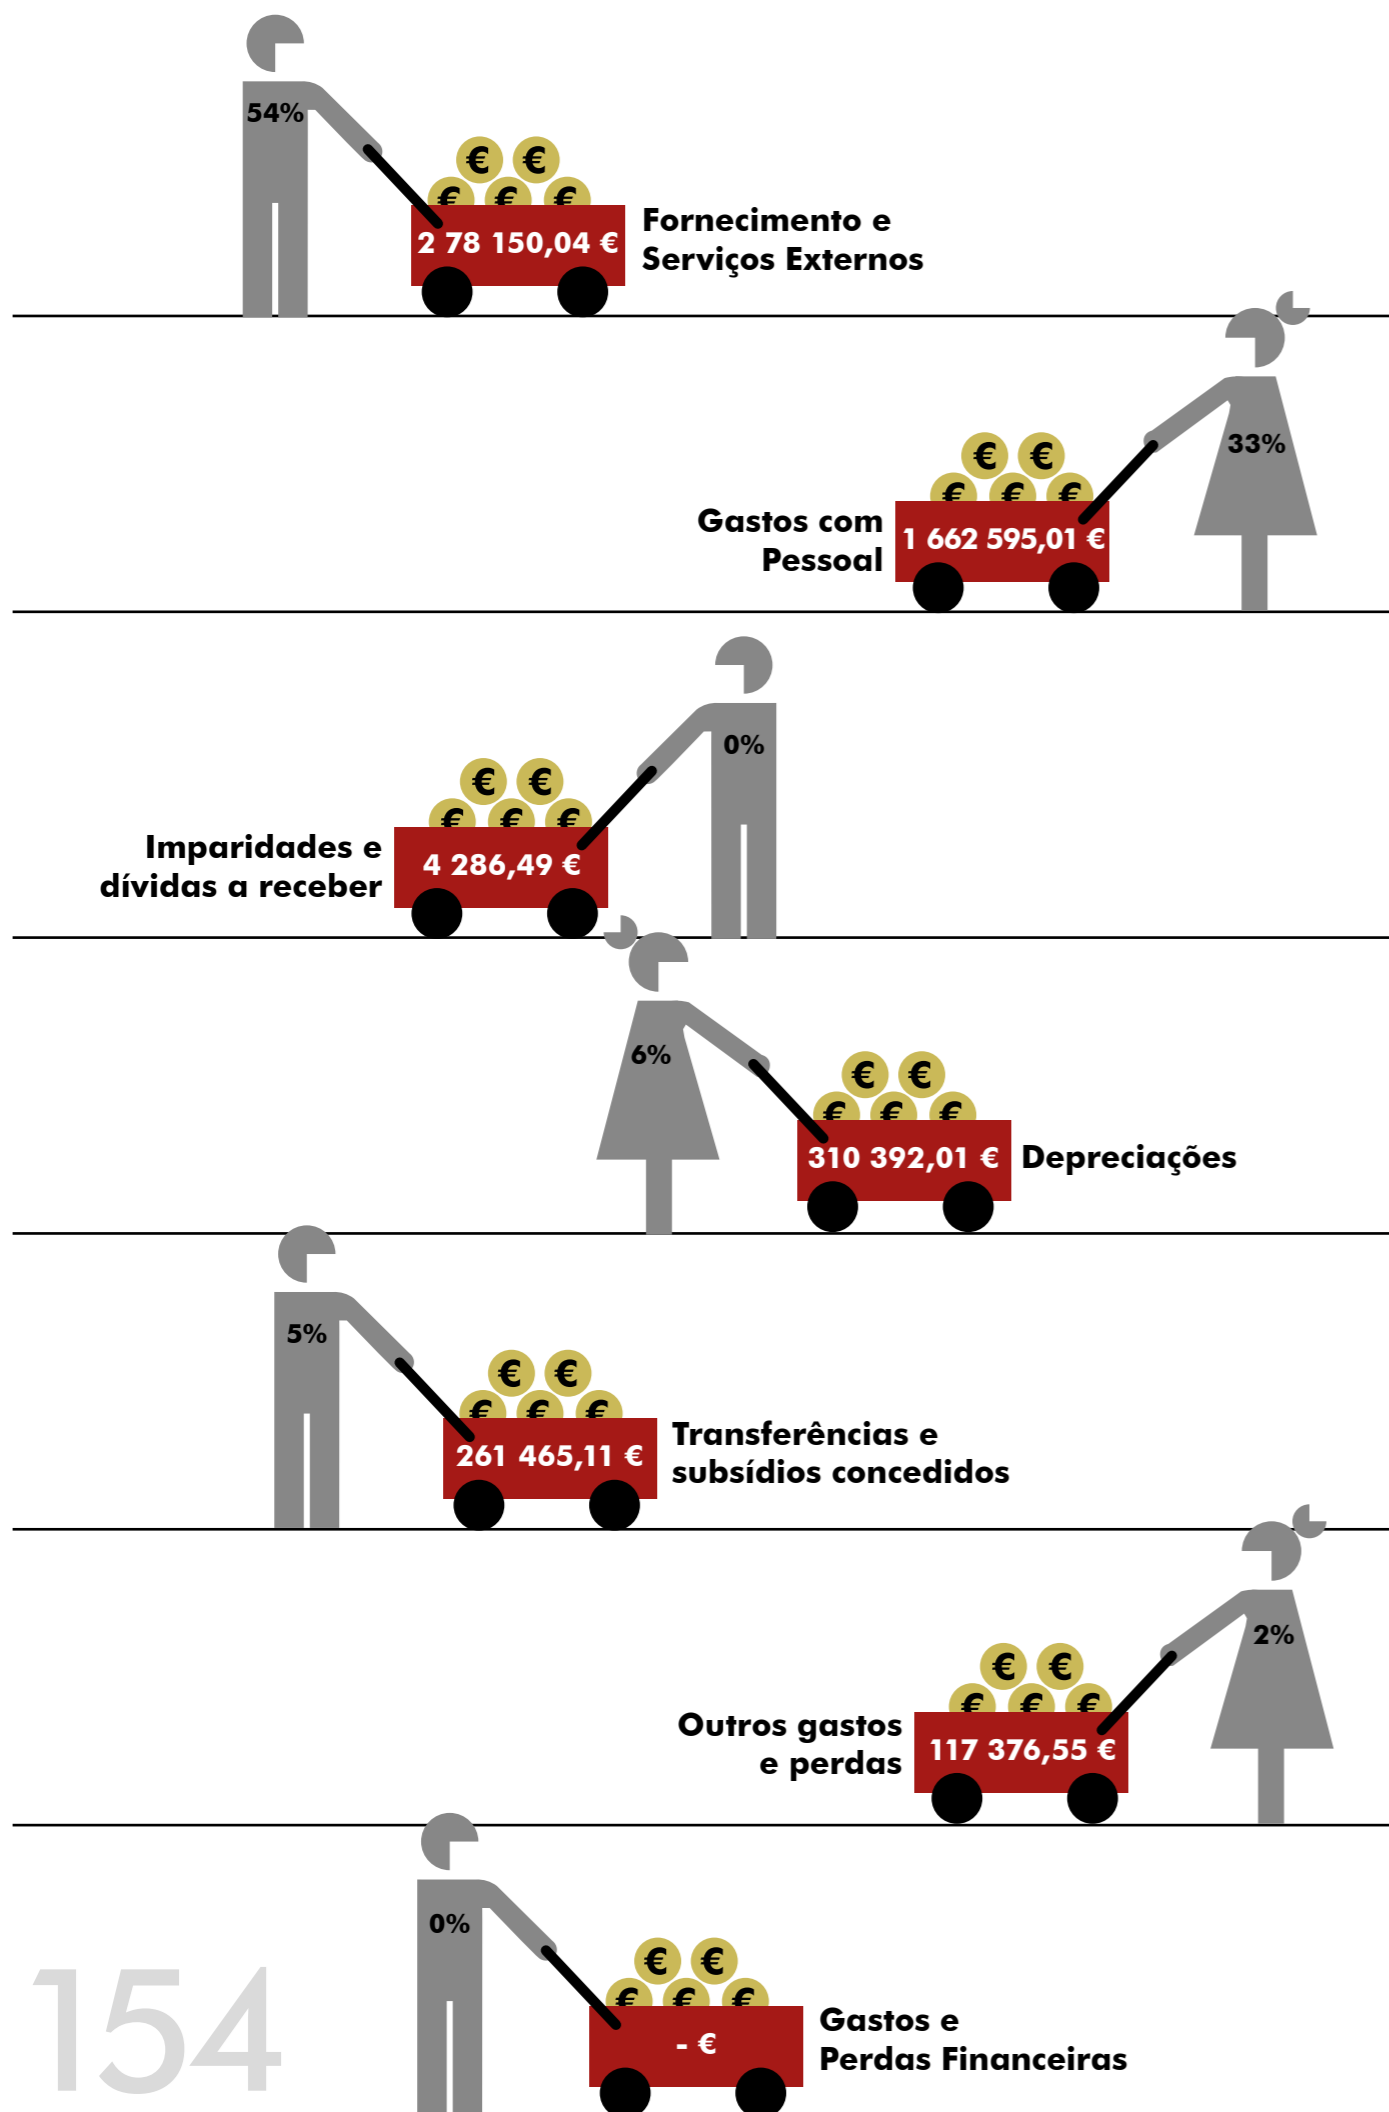 54%
€ €
€ € €
2 78 150,04 €
Fornecimento e
Serviços Externos
33%
€ €
€ € €
Gastos com
Pessoal
1 662 595,01 €
0%
€ €
€ € €
Imparidades e
dívidas a receber
4 286,49 €
6%
€ €
€ € €
310 392,01 €
Depreciações
5%
€ €
€ € €
261 465,11 €
Transferências e
subsídios concedidos
2%
€ €
€ € €
Outros gastos
e perdas
117 376,55 €
0%
€ €
€ € €
- €
Gastos e
Perdas Financeiras
154